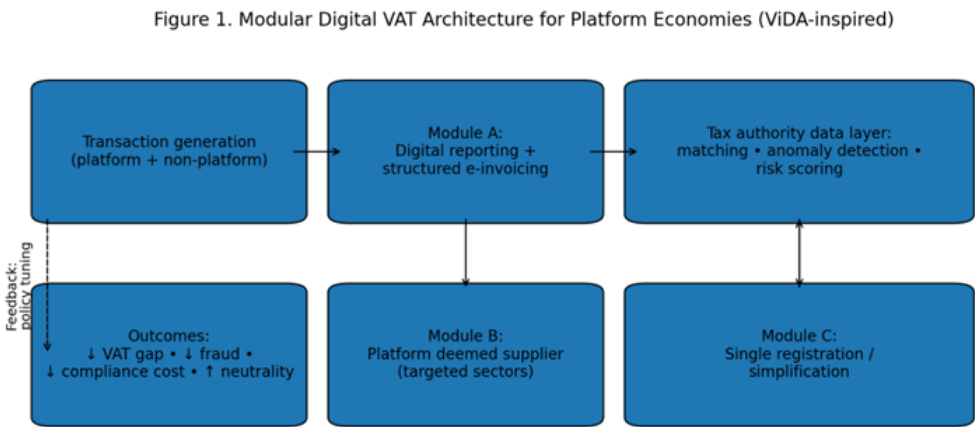 Figure 1. Modular Digital VAT Architecture for Platform Economies (ViDA-inspired)
Transaction generation
(platform + non-platform)
Module A:
Digital reporting +
structured e-invoicing
Tax authority data layer:
matching • anomaly detection •
risk scoring
Feedback:
policy tuning
Outcomes:
↓ VAT gap • ↓ fraud •
↓ compliance cost • ↑ neutrality
Module B:
Platform deemed supplier
(targeted sectors)
Module C:
Single registration /
simplification